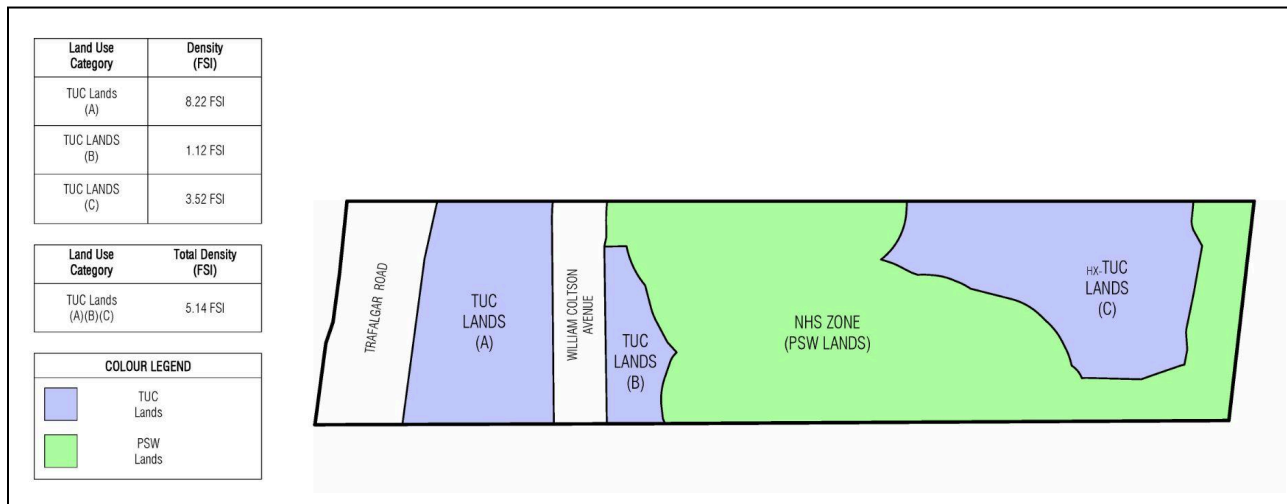 Land Use Density
Category (FSI)
TUC Lands
(A)
8.22 FSI
TUC LANDS
(B)
1.12 FSI
TUC LANDS
(C)
3.52 FSI
Land Use Total Density
Category (FSI)
TUC Lands
(A)(B)(C)
5.14 FSI
COLOUR LEGEND
TUC
Lands
PSW
Lands
TRAFALGAR ROAD
TUC
LANDS
(A)
WILLIAM COLTSON
AVENUE
TUC
LANDS
(B)
NHS ZONE
(PSW LANDS)
HX-TUC
LANDS
(C)